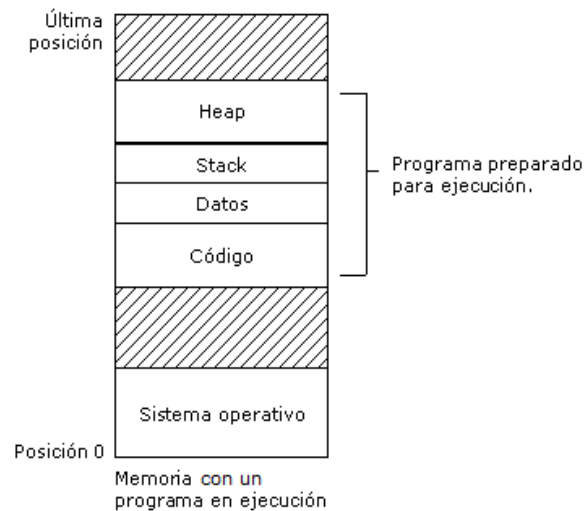 Última
posición
Heap
Stack
Programa preparado
para ejecución.
Datos
Código
Sistema operativo
Posición 0
Memoria con un
programa en ejecución